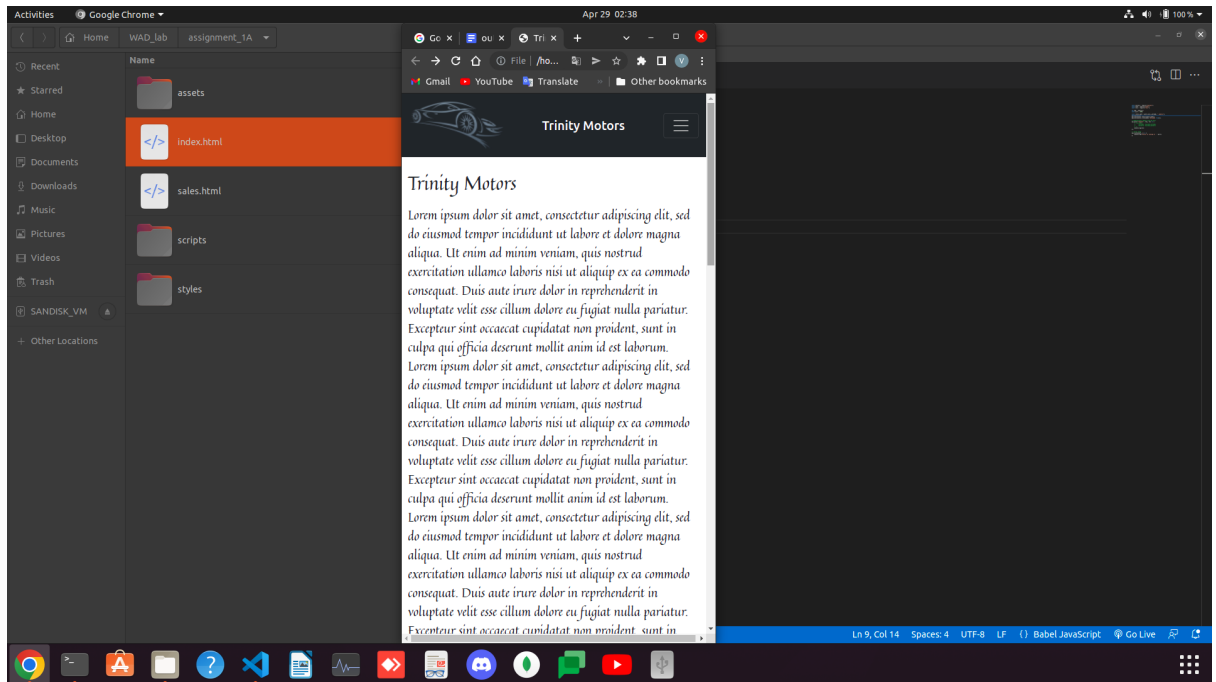 Activities Google Chrome Apr 29 02:38 100 %
Home WAD_lab assignment_1A
Recent
Starred
Home
Desktop
Documents
Downloads
Music
Pictures
Videos
Trash
SANDISK_VM
+ Other Locations
Name
assets
</> index.html
</> sales.html
scripts
styles
Go × ou × Tri × +
File | /ho... V
Gmail YouTube Translate Other bookmarks
Trinity Motors
Trinity Motors
Lorem ipsum dolor sit amet, consectetur adipiscing elit, sed
do eiusmod tempor incididunt ut labore et dolore magna
aliqua. Ut enim ad minim veniam, quis nostrud
exercitation ullamco laboris nisi ut aliquip ex ea commodo
consequat. Duis aute irure dolor in reprehenderit in
voluptate velit esse cillum dolore eu fugiat nulla pariatur.
Excepteur sint occaecat cupidatat non proident, sunt in
culpa qui officia deserunt mollit anim id est laborum.
Lorem ipsum dolor sit amet, consectetur adipiscing elit, sed
do eiusmod tempor incididunt ut labore et dolore magna
aliqua. Ut enim ad minim veniam, quis nostrud
exercitation ullamco laboris nisi ut aliquip ex ea commodo
consequat. Duis aute irure dolor in reprehenderit in
voluptate velit esse cillum dolore eu fugiat nulla pariatur.
Excepteur sint occaecat cupidatat non proident, sunt in
culpa qui officia deserunt mollit anim id est laborum.
Lorem ipsum dolor sit amet, consectetur adipiscing elit, sed
do eiusmod tempor incididunt ut labore et dolore magna
aliqua. Ut enim ad minim veniam, quis nostrud
exercitation ullamco laboris nisi ut aliquip ex ea commodo
consequat. Duis aute irure dolor in reprehenderit in
voluptate velit esse cillum dolore eu fugiat nulla pariatur.
Excepteur sint occaecat cupidatat non proident, sunt in
Ln 9, Col 14 Spaces: 4 UTF-8 LF {} Babel JavaScript Go Live